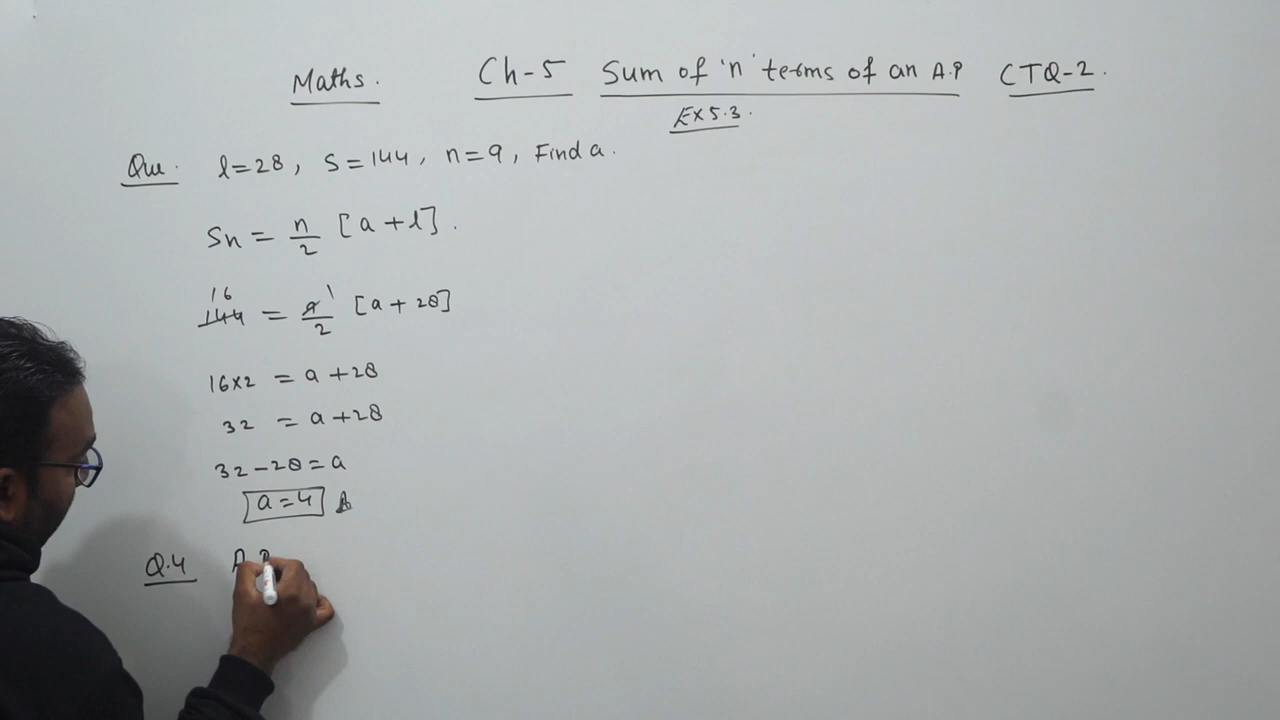 Maths. Ch-5 Sum of 'n' terms of an A.P CTQ-2.
Ex 5.3.
Que. l=28, S=144, n=9, Find a.
Sn = n/2 [a+l].
16 1
144 = 9/2 [a+28]
16×2 = a+28
32 = a+28
32-28=a
a=4
Q.4 A.P